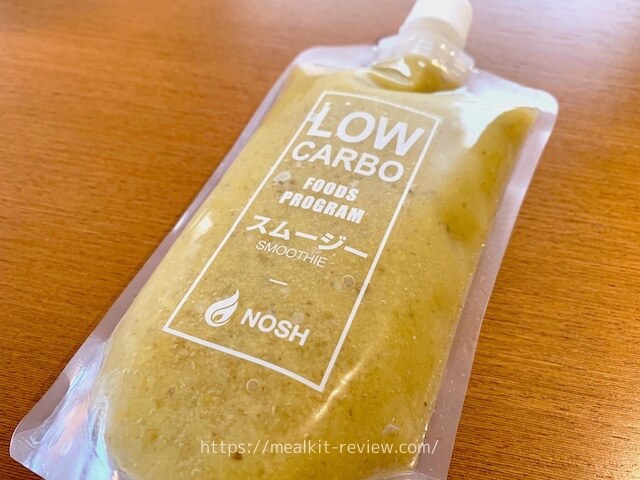 LOW
CARBO
FOODS
PROGRAM
スムージー
SMOOTHIE
NOSH
https://mealkit-review.com/